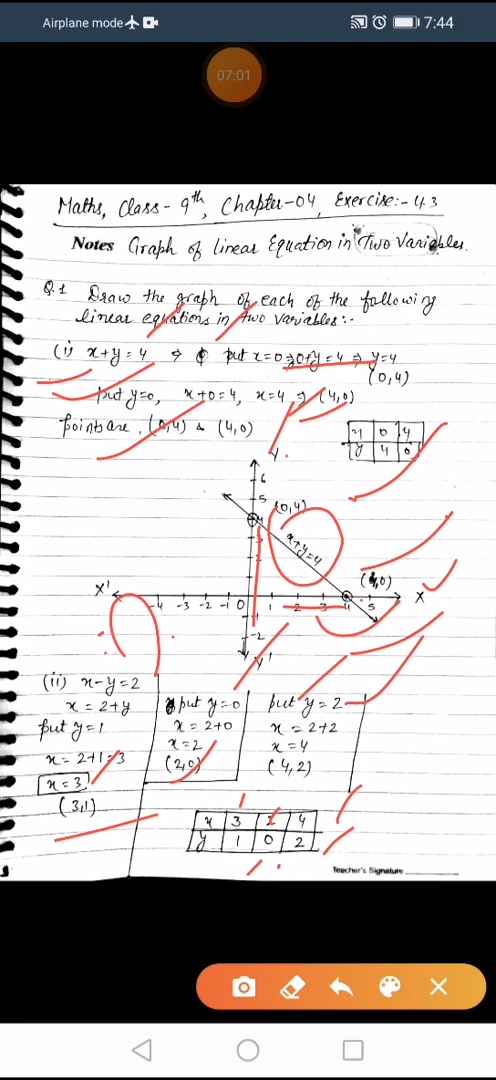 Airplane mode 7:44
07:01
Maths, Class - 9th, Chapter-04, Exercise:- 4.3
Notes Graph of linear Equation in Two Variables.
Q.1 Draw the graph of each of the following
linear equations in two variables:-
(i) x+y=4 ⇒ put x=0 ⇒ 0+y=4 ⇒ y=4
(0,4)
put y=0, x+0=4, x=4 ⇒ (4,0)
points are, (0,4) & (4,0)
x 0 4
y 4 0
Y
6
5
(0,4)
4
x+y=4
(4,0)
X' -4 -3 -2 -1 0 1 2 3 4 5 X
-2
Y'
(ii) x-y=2
x = 2+y
put y=1
x = 2+1=3
x=3
(3,1)
put y=0
x = 2+0
x=2
(2,0)
put y=2
x = 2+2
x=4
(4,2)
x 3 2 4
y 1 0 2
Teacher's Signature